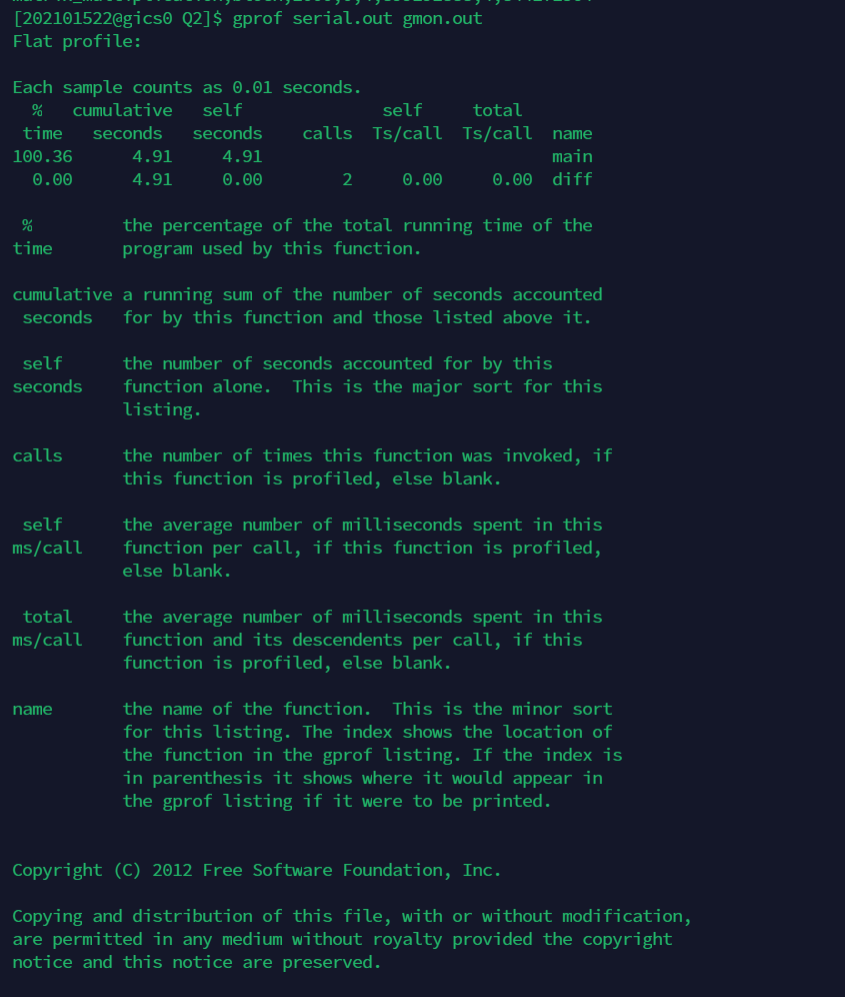 [202101522@gics0 Q2]$ gprof serial.out gmon.out
Flat profile:
Each sample counts as 0.01 seconds.
  %   cumulative   self              self     total
 time   seconds   seconds    calls  Ts/call  Ts/call  name
100.36      4.91     4.91                             main
  0.00      4.91     0.00        2     0.00     0.00  diff
 %         the percentage of the total running time of the
time       program used by this function.
cumulative a running sum of the number of seconds accounted
 seconds   for by this function and those listed above it.
 self      the number of seconds accounted for by this
seconds    function alone.  This is the major sort for this
           listing.
calls      the number of times this function was invoked, if
           this function is profiled, else blank.
 self      the average number of milliseconds spent in this
ms/call    function per call, if this function is profiled,
           else blank.
 total     the average number of milliseconds spent in this
ms/call    function and its descendents per call, if this
           function is profiled, else blank.
name       the name of the function.  This is the minor sort
           for this listing. The index shows the location of
           the function in the gprof listing. If the index is
           in parenthesis it shows where it would appear in
           the gprof listing if it were to be printed.
Copyright (C) 2012 Free Software Foundation, Inc.
Copying and distribution of this file, with or without modification,
are permitted in any medium without royalty provided the copyright
notice and this notice are preserved.